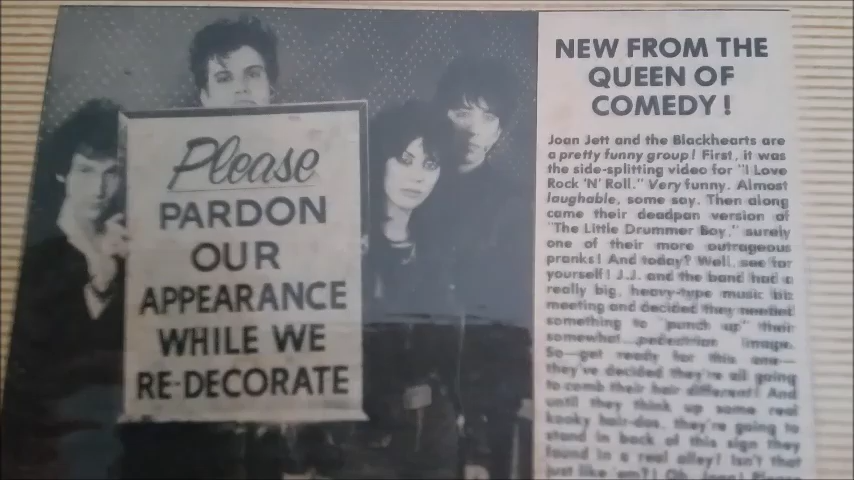 Please
PARDON
OUR
APPEARANCE
WHILE WE
RE-DECORATE
NEW FROM THE
QUEEN OF
COMEDY!
Joan Jett and the Blackhearts are
a pretty funny group! First, it was
the side-splitting video for "I Love
Rock 'N' Roll." Very funny. Almost
laughable, some say. Then along
came their deadpan version of
"The Little Drummer Boy," surely
one of their more outrageous
pranks! And today? Well, see for
yourself! J.J. and the band had a
really big, heavy-type music biz
meeting and decided they needed
something to "punch up" their
somewhat...pedestrian image.
So—get ready for this one—
they've decided they're all going
to comb their hair different! And
until they think up some real
kooky hair-dos, they're going to
stand in back of this sign they
found in a real alley! Isn't that
just like 'em?! Oh, Joan! Please